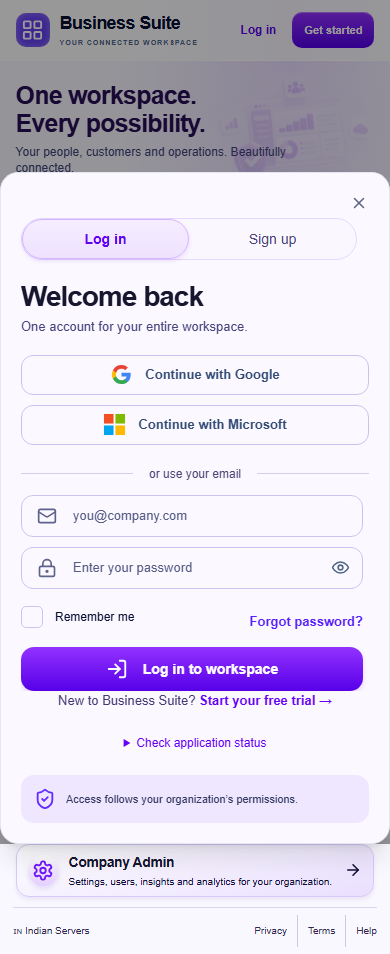 Business Suite
YOUR CONNECTED WORKSPACE
Log in
Get started
One workspace.
Every possibility.
Your people, customers and operations. Beautifully
connected.
Log in
Sign up
Welcome back
One account for your entire workspace.
Continue with Google
Continue with Microsoft
or use your email
you@company.com
Enter your password
Remember me
Forgot password?
Log in to workspace
New to Business Suite? Start your free trial →
▶ Check application status
Access follows your organization's permissions.
Company Admin
Settings, users, insights and analytics for your organization.
IN Indian Servers
Privacy
Terms
Help